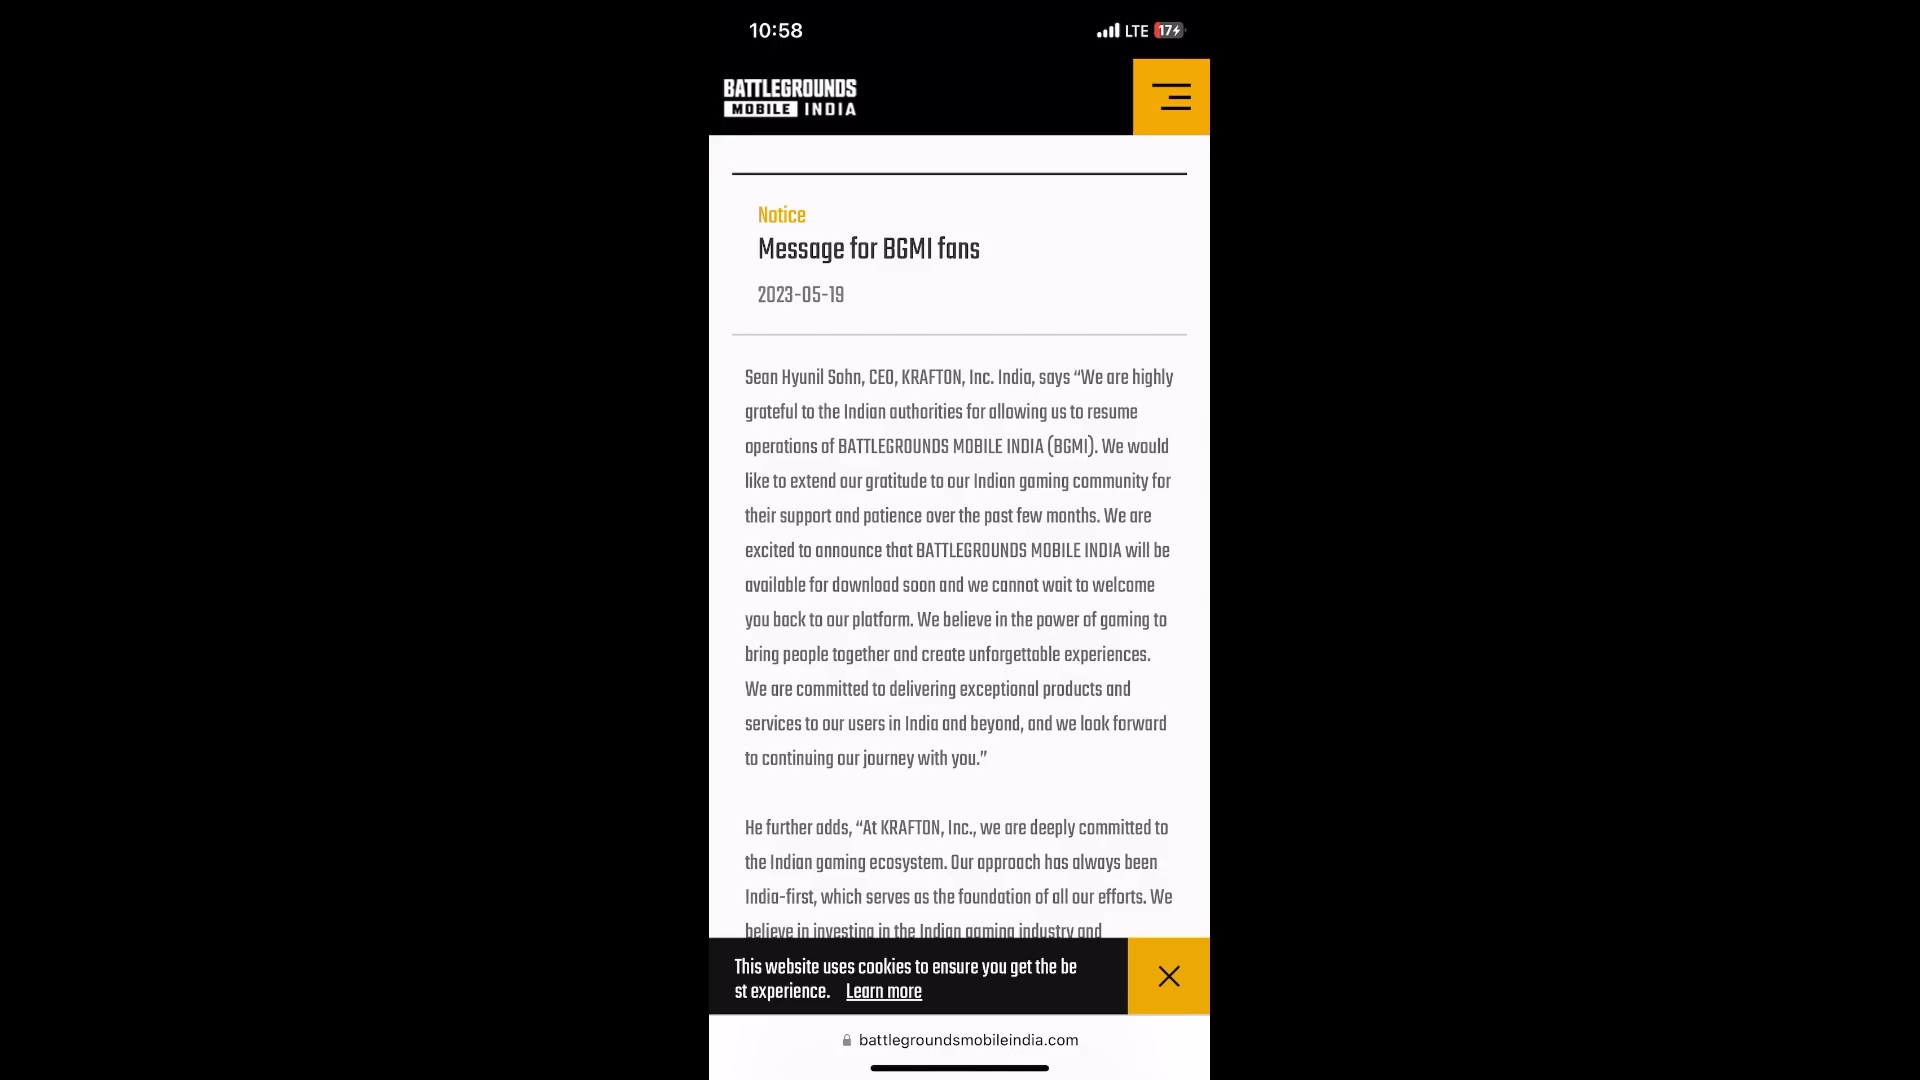 10:58
LTE 17
BATTLEGROUNDS
MOBILE INDIA
Notice
Message for BGMI fans
2023-05-19
Sean Hyunil Sohn, CEO, KRAFTON, Inc. India, says “We are highly
grateful to the Indian authorities for allowing us to resume
operations of BATTLEGROUNDS MOBILE INDIA (BGMI). We would
like to extend our gratitude to our Indian gaming community for
their support and patience over the past few months. We are
excited to announce that BATTLEGROUNDS MOBILE INDIA will be
available for download soon and we cannot wait to welcome
you back to our platform. We believe in the power of gaming to
bring people together and create unforgettable experiences.
We are committed to delivering exceptional products and
services to our users in India and beyond, and we look forward
to continuing our journey with you.”
He further adds, “At KRAFTON, Inc., we are deeply committed to
the Indian gaming ecosystem. Our approach has always been
India-first, which serves as the foundation of all our efforts. We
believe in investing in the Indian gaming industry and
This website uses cookies to ensure you get the be
st experience. Learn more
battlegroundsmobileindia.com